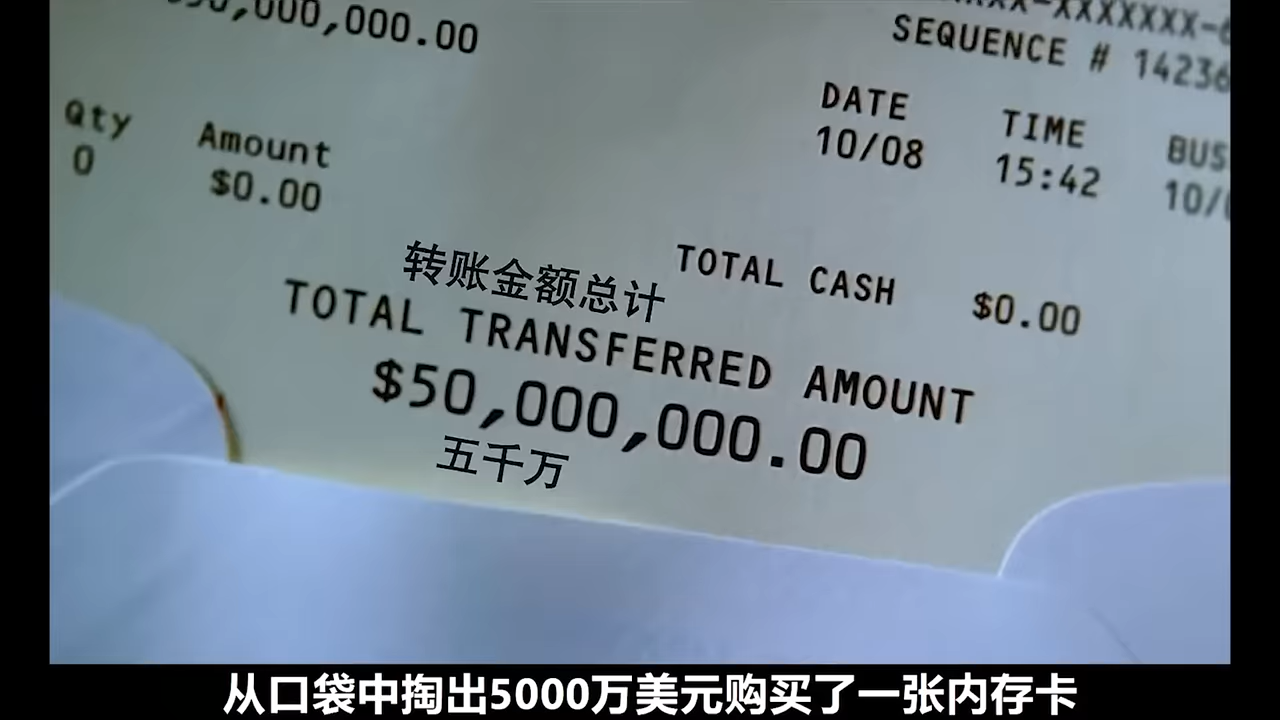 0,000,000.00
SEQUENCE # 14236
Qty Amount
0 $0.00
DATE TIME BUS
10/08 15:42 10/
转账金额总计
TOTAL CASH $0.00
TOTAL TRANSFERRED AMOUNT
$50,000,000.00
五千万
从口袋中掏出5000万美元购买了一张内存卡